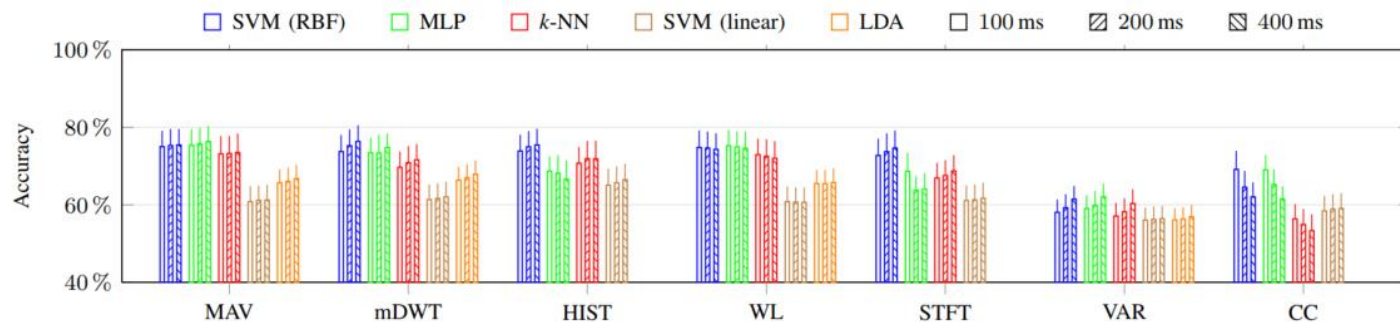 SVM (RBF) MLP k-NN SVM (linear) LDA 100 ms 200 ms 400 ms
100 %
80 %
60 %
40 %
Accuracy
MAV mDWT HIST WL STFT VAR CC